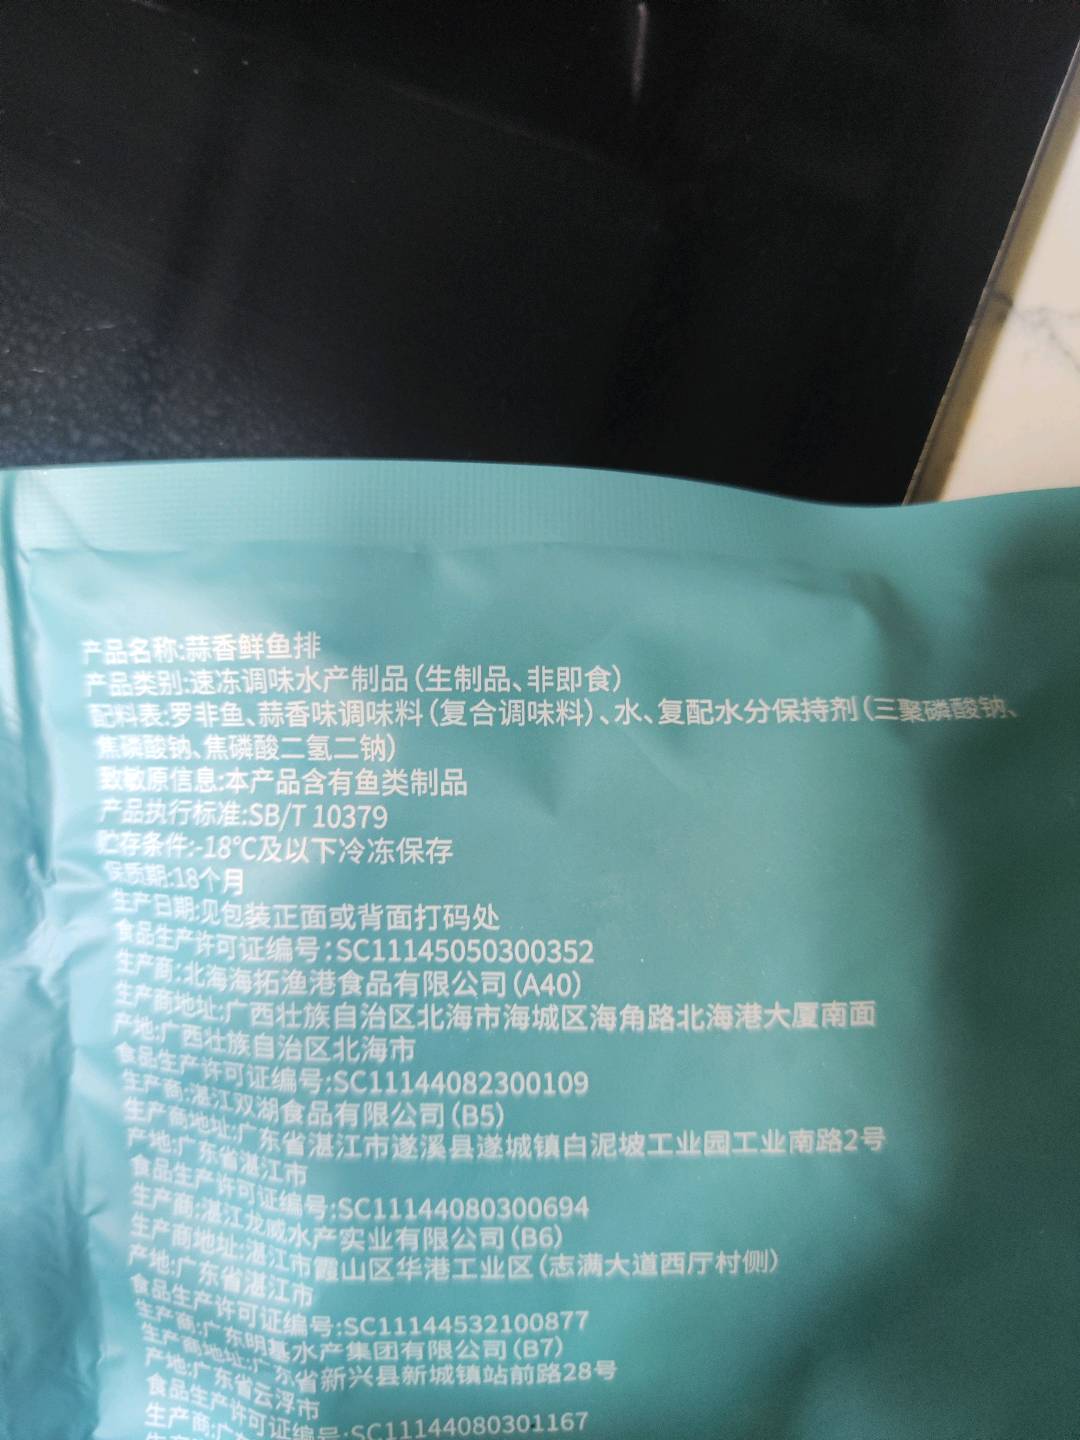 产品名称:蒜香鲜鱼排
产品类别:速冻调味水产制品(生制品、非即食)
配料表:罗非鱼、蒜香味调味料(复合调味料)、水、复配水分保持剂(三聚磷酸钠、
焦磷酸钠、焦磷酸二氢二钠)
致敏原信息:本产品含有鱼类制品
产品执行标准:SB/T 10379
贮存条件:-18℃及以下冷冻保存
保质期:18个月
生产日期:见包装正面或背面打码处
食品生产许可证编号:SC11145050300352
生产商:北海海拓渔港食品有限公司(A40)
生产商地址:广西壮族自治区北海市海城区海角路北海港大厦南面
产地:广西壮族自治区北海市
食品生产许可证编号:SC11144082300109
生产商:湛江双湖食品有限公司(B5)
生产商地址:广东省湛江市遂溪县遂城镇白泥坡工业园工业南路2号
产地:广东省湛江市
食品生产许可证编号:SC11144080300694
生产商:湛江龙威水产实业有限公司(B6)
生产商地址:湛江市霞山区华港工业区(志满大道西厅村侧)
产地:广东省湛江市
食品生产许可证编号:SC11144532100877
生产商:广东明基水产集团有限公司(B7)
生产商地址:广东省新兴县新城镇站前路28号
产地:广东省云浮市
食品生产许可证编号:SC11144080301167
生产商:广